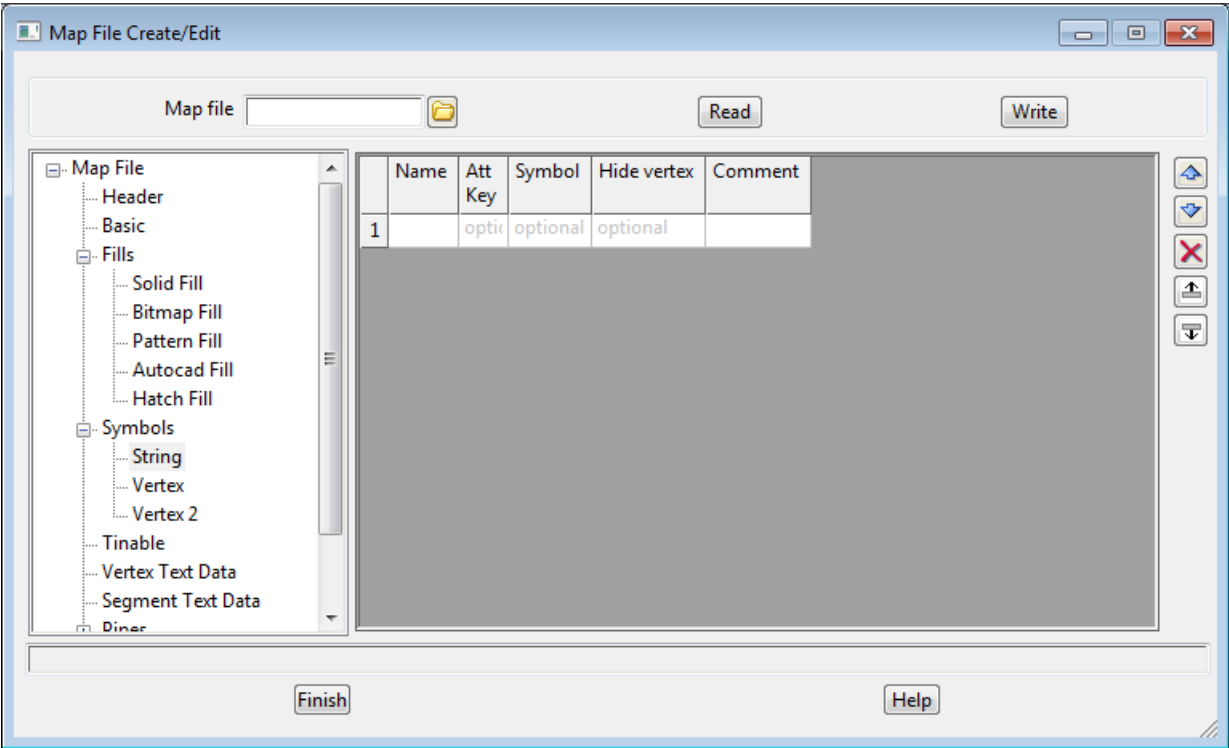 Map File Create/Edit
Map file
Read
Write
Map File
Header
Basic
Fills
Solid Fill
Bitmap Fill
Pattern Fill
Autocad Fill
Hatch Fill
Symbols
String
Vertex
Vertex 2
Tinable
Vertex Text Data
Segment Text Data
Name Att Key Symbol Hide vertex Comment
1 optic optional optional
Finish
Help